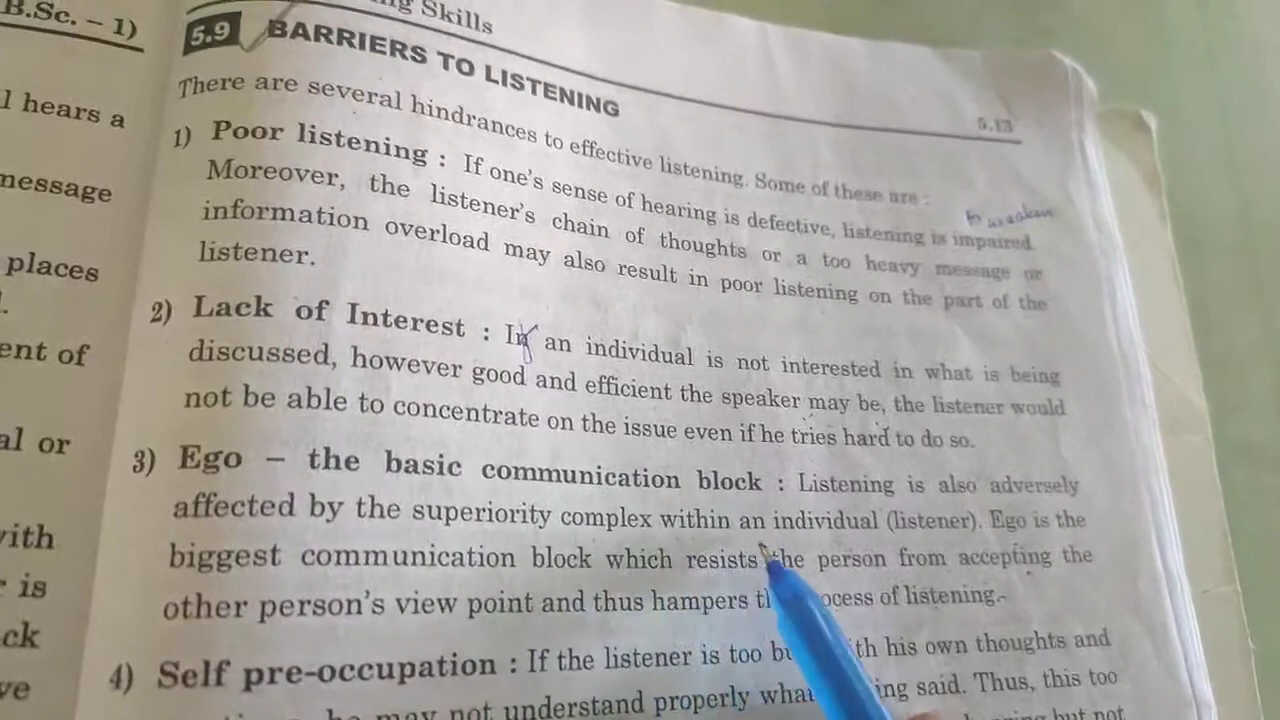 B.Sc. – 1)
ng Skills
5.9 BARRIERS TO LISTENING
5.13
There are several hindrances to effective listening. Some of these are :
1) Poor listening : If one's sense of hearing is defective, listening is impaired.
to weaken
Moreover, the listener's chain of thoughts or a too heavy message or
information overload may also result in poor listening on the part of the
listener.
2) Lack of Interest : If an individual is not interested in what is being
discussed, however good and efficient the speaker may be, the listener would
not be able to concentrate on the issue even if he tries hard to do so.
3) Ego – the basic communication block : Listening is also adversely
affected by the superiority complex within an individual (listener). Ego is the
biggest communication block which resists the person from accepting the
other person's view point and thus hampers ocess of listening.
4) Self pre-occupation : If the listener is too th his own thoughts and
he may not understand properly what ing said. Thus, this too
but not
l hears a
message
places
ent of
al or
with
is
ck
ve